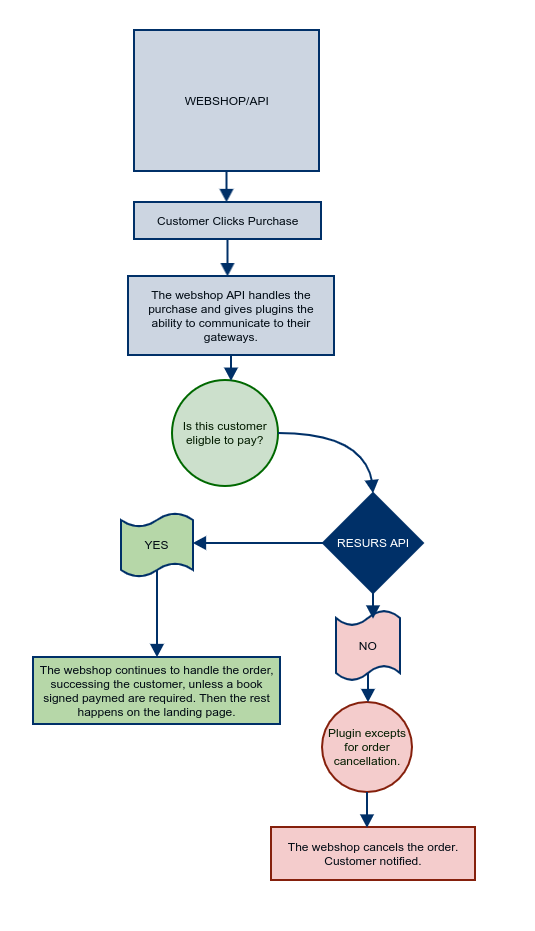 WEBSHOP/API
Customer Clicks Purchase
The webshop API handles the
purchase and gives plugins the
ability to communicate to their
gateways.
Is this customer
eligble to pay?
RESURS API
YES
NO
The webshop continues to handle the order,
successing the customer, unless a book
signed paymed are required. Then the rest
happens on the landing page.
Plugin excepts
for order
cancellation.
The webshop cancels the order.
Customer notified.